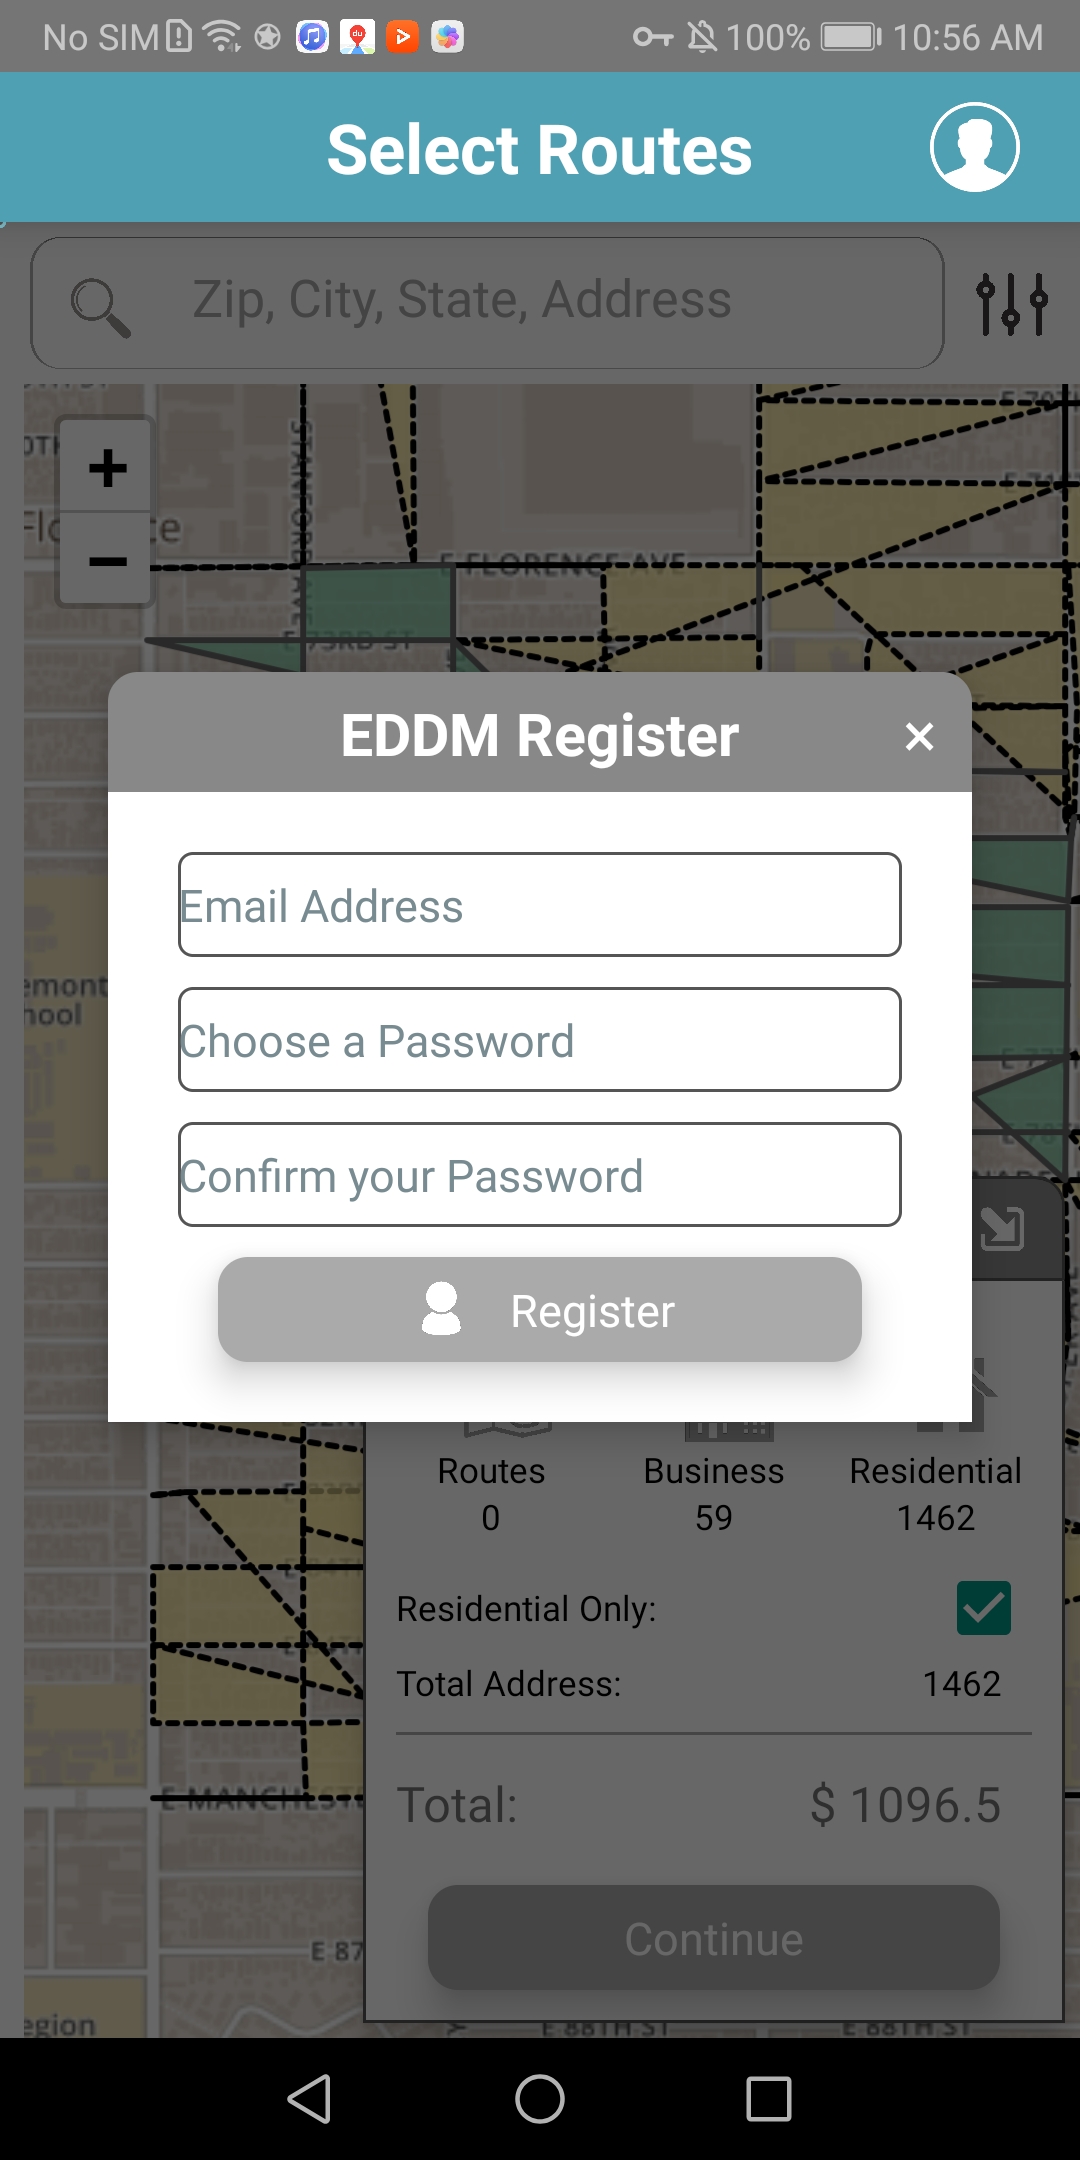 No SIM 100% 10:56 AM
Select Routes
Zip, City, State, Address
+
E FLORENCE AVE
−
E 73RD ST
EDDM Register ×
Email Address
emont
hool
Choose a Password
Confirm your Password
Register
Routes Business Residential
0 59 1462
Residential Only:
Total Address: 1462
E MANCHESTE
Total: $ 1096.5
Continue
E 87
egion
E 88TH ST E 88TH ST